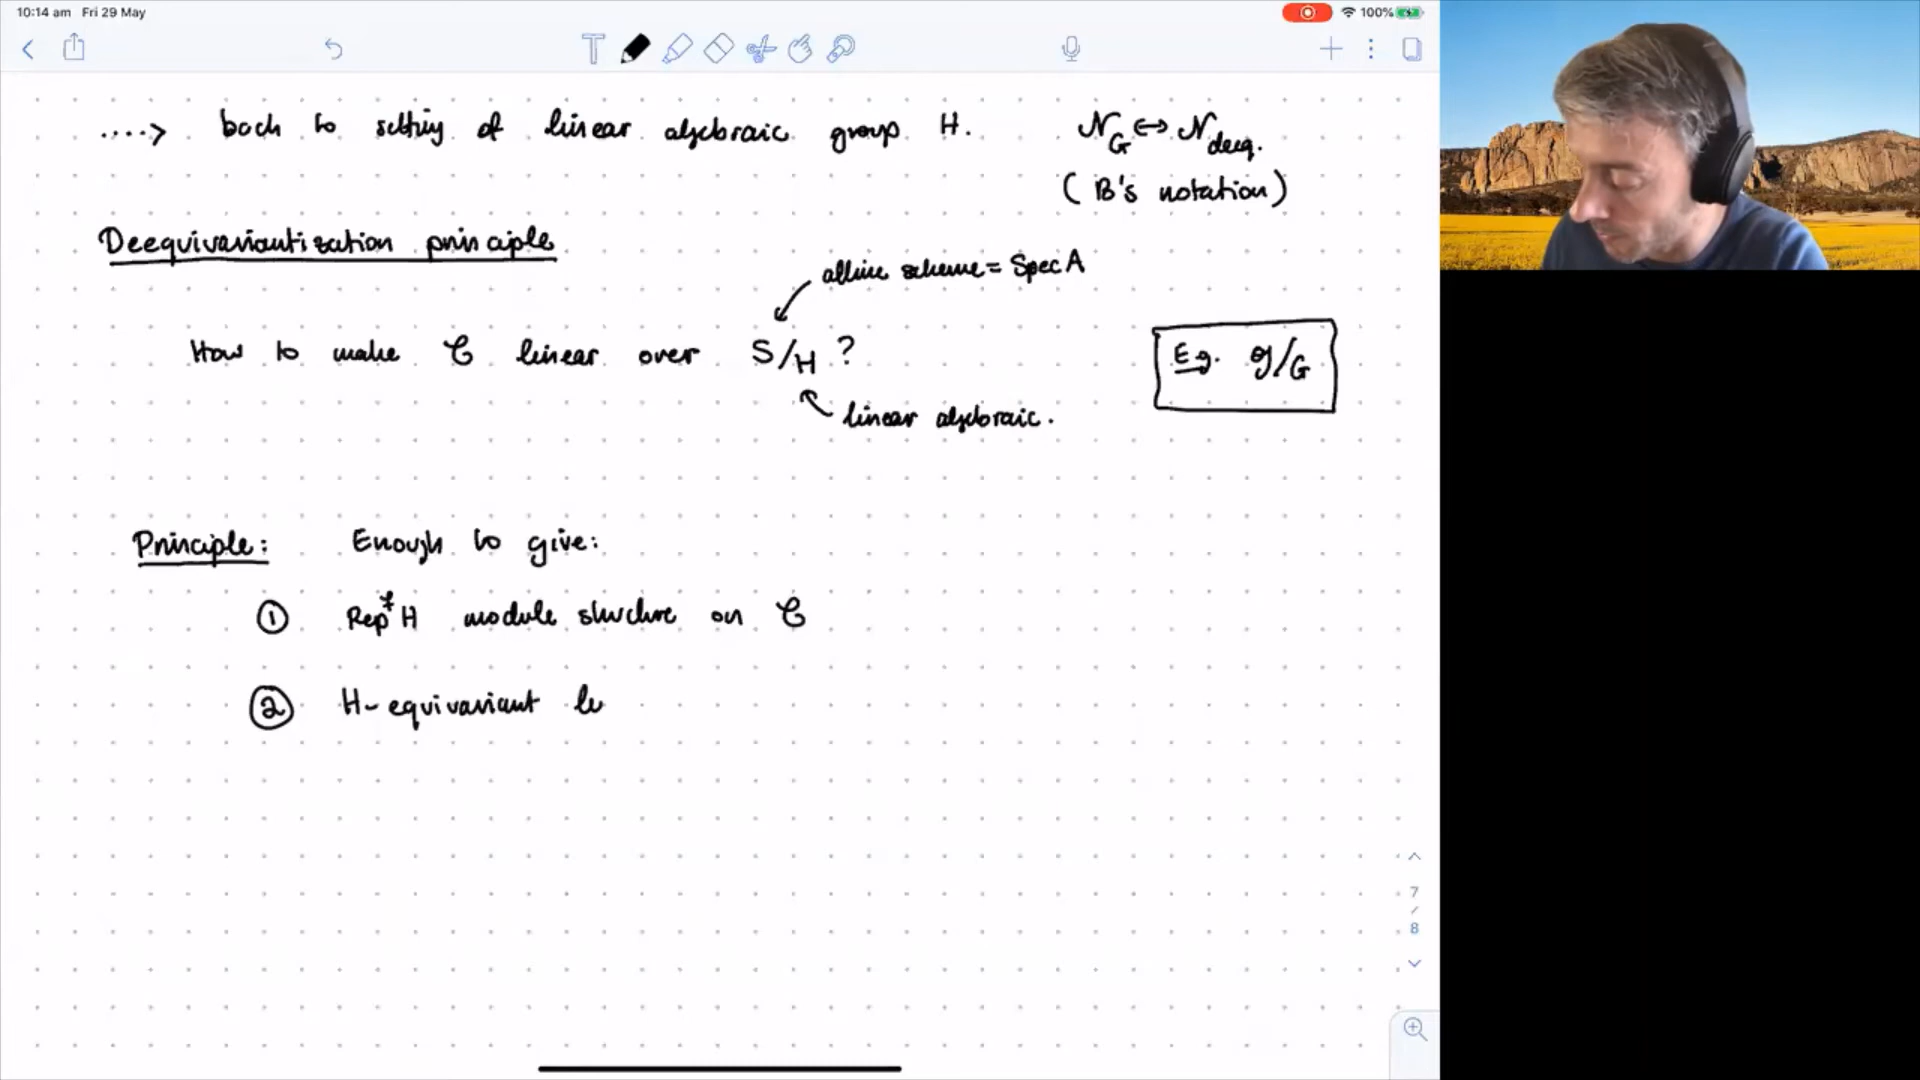 10:14 am Fri 29 May
100%
T
....> back to setting of linear algebraic group H. 𝒩_G ↔ 𝒩_deeq.
(B's notation)
Deequivariantization principle
affine scheme = Spec A
How to make 𝒞 linear over S/H ?
E.g. 𝔤/G
linear algebraic.
Principle: Enough to give:
① Rep H module structure on 𝒞
② H-equivariant
7
/
8